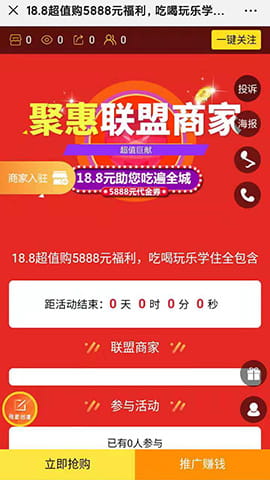 18.8超值购5888元福利，吃喝玩乐学...
0
0
0
一键关注
投诉
海报
聚惠联盟商家
超值巨献
商家入驻
18.8元助您吃遍全城
5888元代金券
18.8超值购5888元福利，吃喝玩乐学住全包含
距活动结束：0 天 0 时 0 分 0 秒
联盟商家
我要创建
参与活动
已有0人参与
立即抢购
推广赚钱